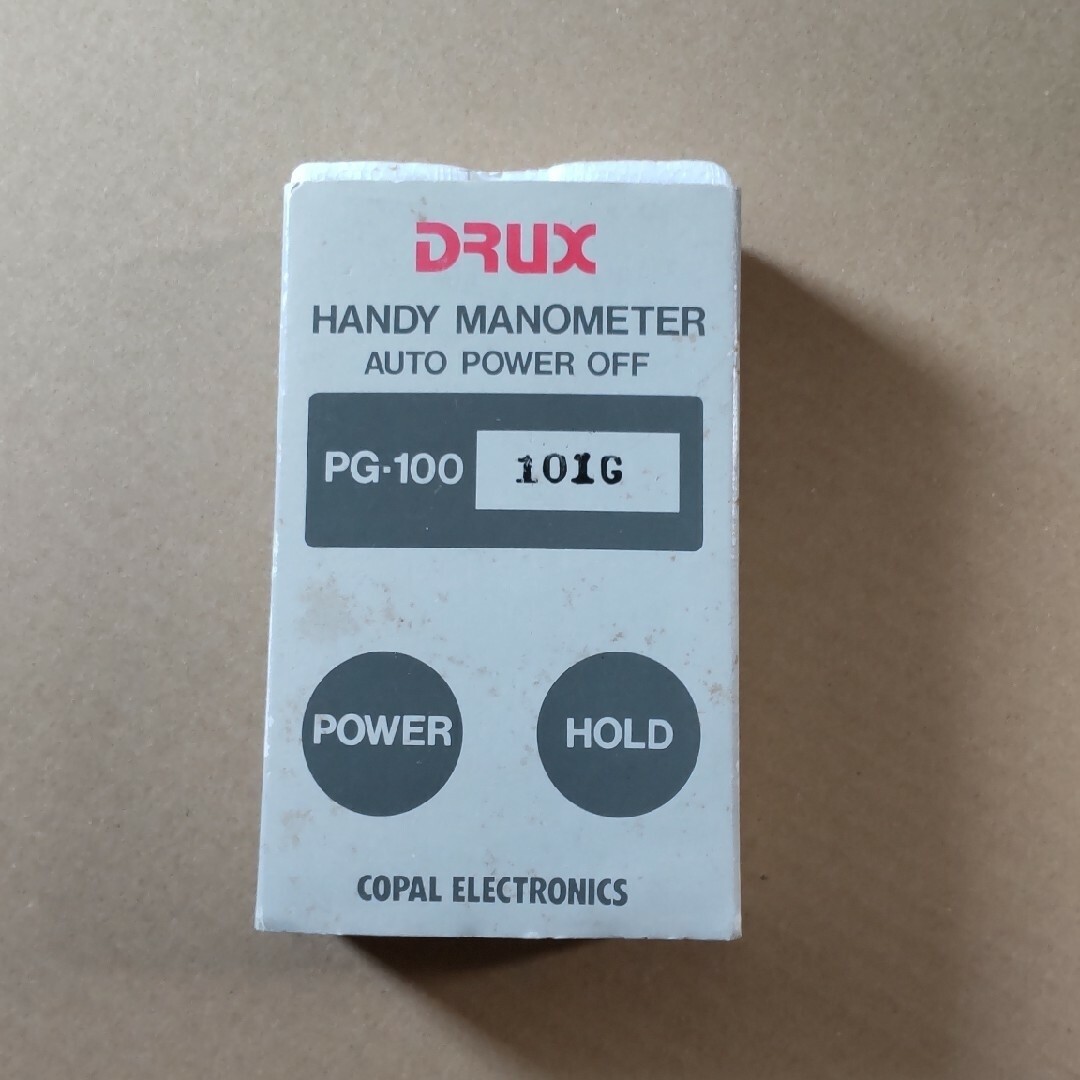 DRUX
HANDY MANOMETER
AUTO POWER OFF
PG-100 101G
POWER HOLD
COPAL ELECTRONICS